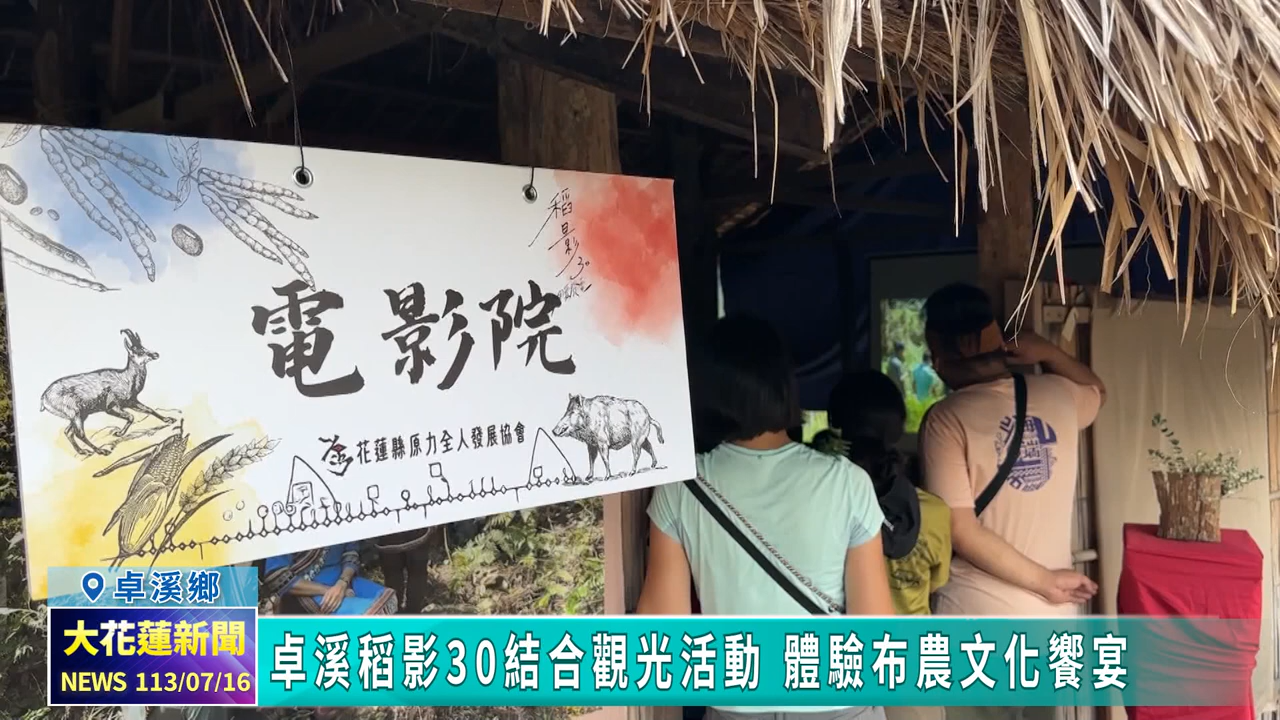 稻影30
電影院
花蓮縣原力全人發展協會
卓溪鄉
大花蓮新聞
NEWS 113/07/16
卓溪稻影30結合觀光活動 體驗布農文化饗宴